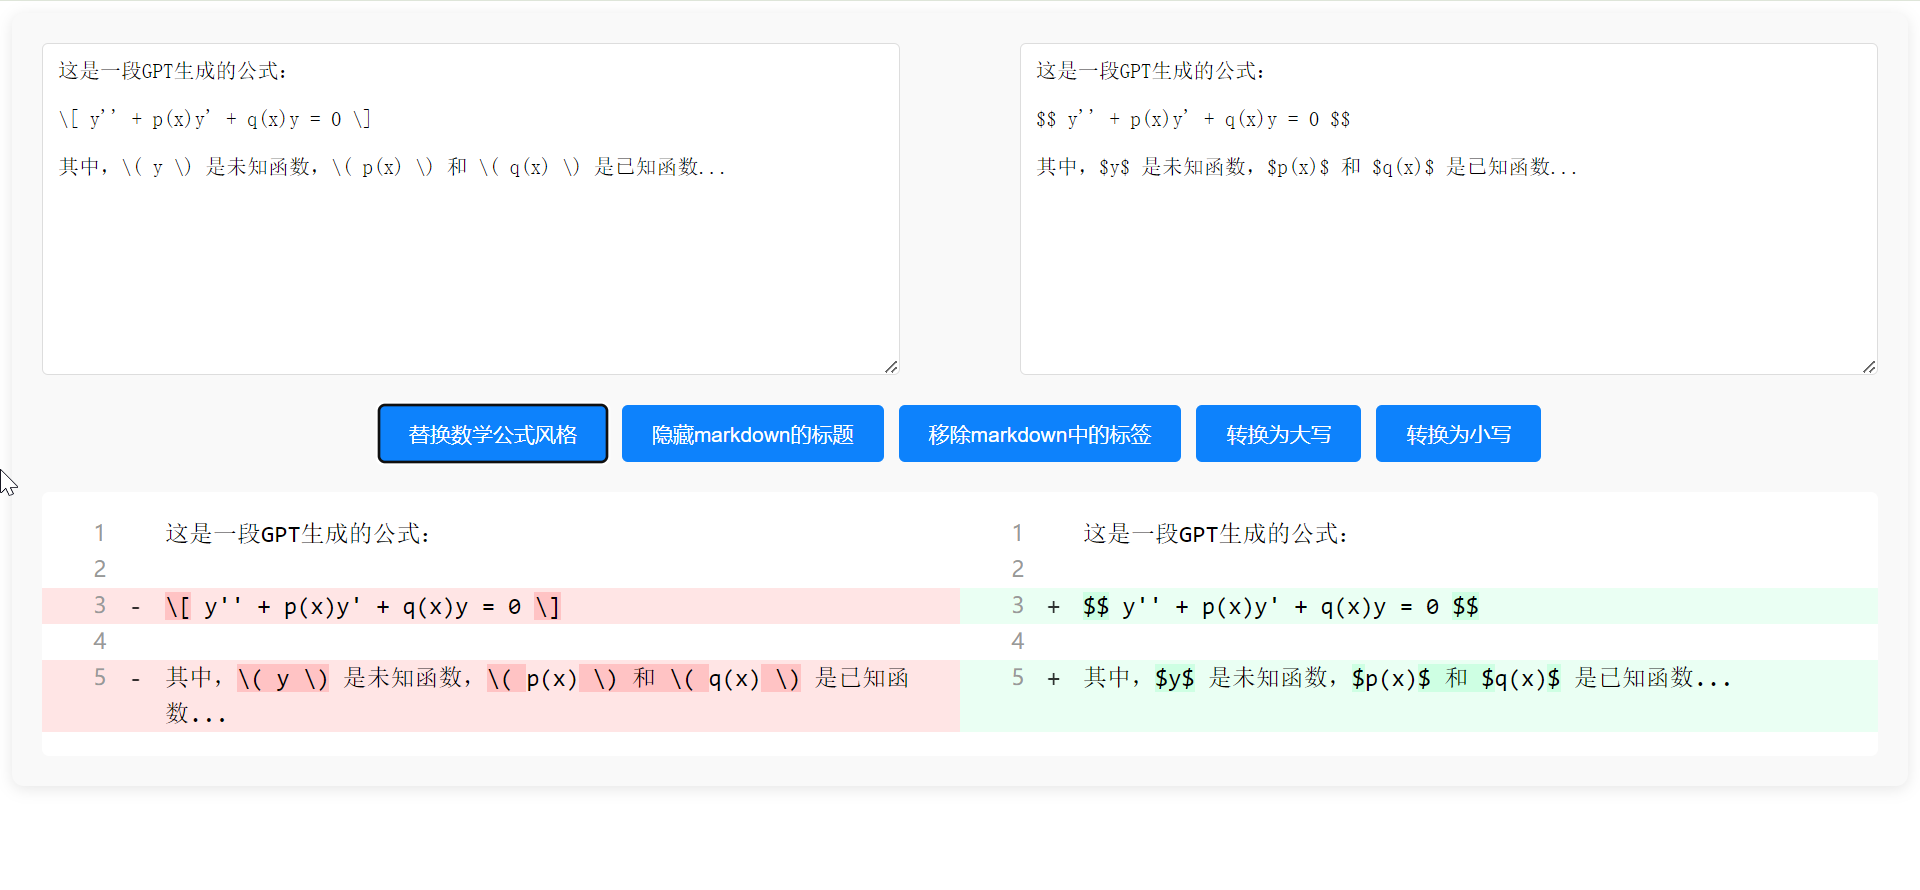 这是一段GPT生成的公式：
\[ y'' + p(x)y' + q(x)y = 0 \]
其中，\( y \) 是未知函数，\( p(x) \) 和 \( q(x) \) 是已知函数...
这是一段GPT生成的公式：
$$ y'' + p(x)y' + q(x)y = 0 $$
其中，$y$ 是未知函数，$p(x)$ 和 $q(x)$ 是已知函数...
替换数学公式风格
隐藏markdown的标题
移除markdown中的标签
转换为大写
转换为小写
1 这是一段GPT生成的公式：
2
3 - \[ y'' + p(x)y' + q(x)y = 0 \]
4
5 - 其中，\( y \) 是未知函数，\( p(x) \) 和 \( q(x) \) 是已知函
数...
1 这是一段GPT生成的公式：
2
3 + $$ y'' + p(x)y' + q(x)y = 0 $$
4
5 + 其中，$y$ 是未知函数，$p(x)$ 和 $q(x)$ 是已知函数...